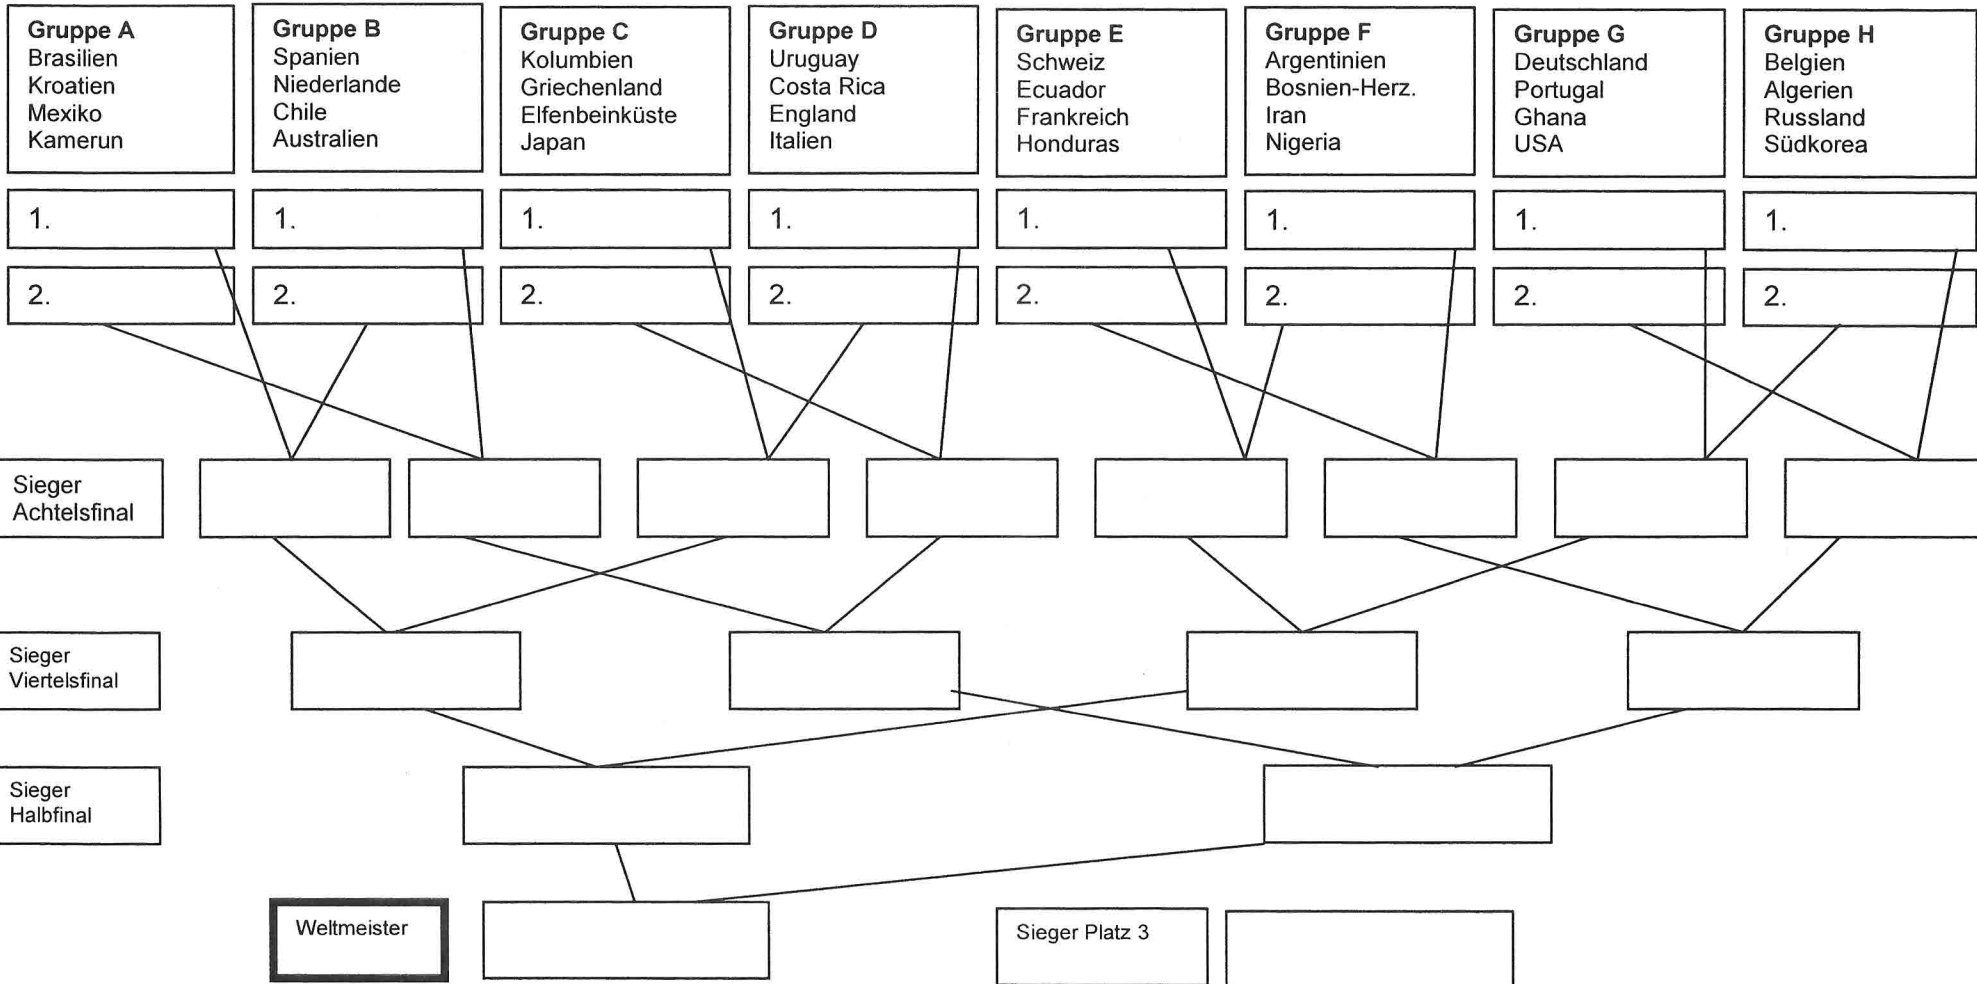 Gruppe A
Brasilien
Kroatien
Mexiko
Kamerun
Gruppe B
Spanien
Niederlande
Chile
Australien
Gruppe C
Kolumbien
Griechenland
Elfenbeinküste
Japan
Gruppe D
Uruguay
Costa Rica
England
Italien
Gruppe E
Schweiz
Ecuador
Frankreich
Honduras
Gruppe F
Argentinien
Bosnien-Herz.
Iran
Nigeria
Gruppe G
Deutschland
Portugal
Ghana
USA
Gruppe H
Belgien
Algerien
Russland
Südkorea
1.
1.
1.
1.
1.
1.
1.
1.
2.
2.
2.
2.
2.
2.
2.
2.
Sieger
Achtelsfinal
Sieger
Viertelsfinal
Sieger
Halbfinal
Weltmeister
Sieger Platz 3